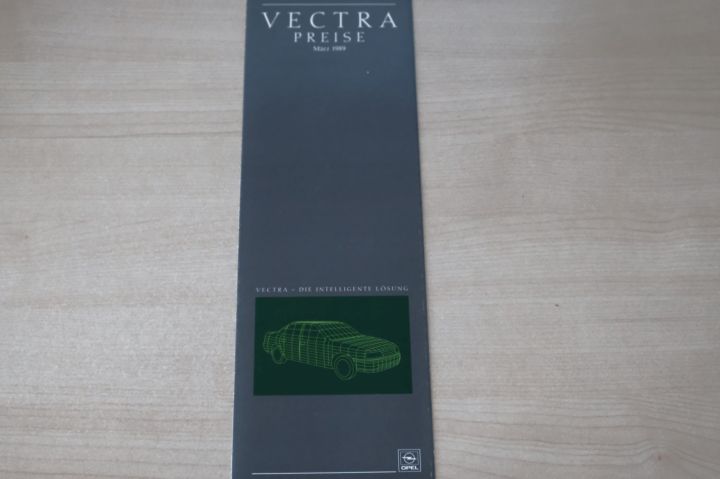 VECTRA
PREISE
März 1989
VECTRA – DIE INTELLIGENTE LÖSUNG
OPEL